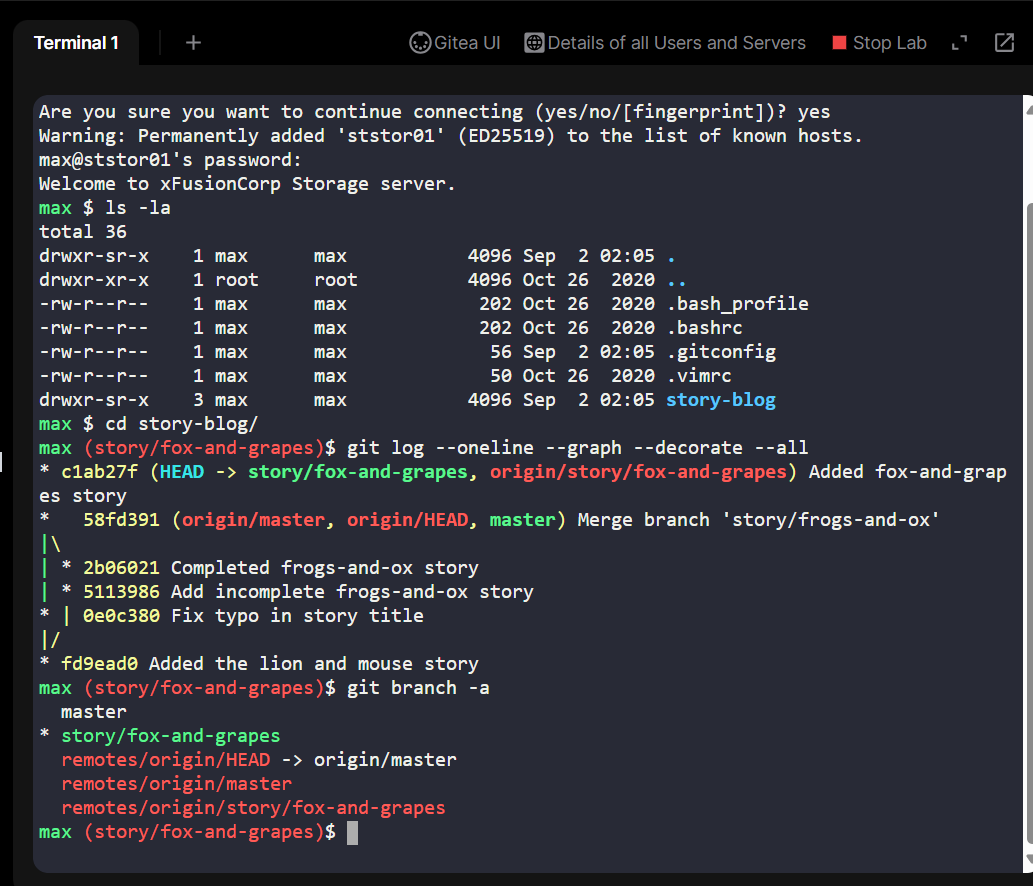 Terminal 1 + Gitea UI Details of all Users and Servers Stop Lab
Are you sure you want to continue connecting (yes/no/[fingerprint])? yes
Warning: Permanently added 'ststor01' (ED25519) to the list of known hosts.
max@ststor01's password:
Welcome to xFusionCorp Storage server.
max $ ls -la
total 36
drwxr-sr-x    1 max      max           4096 Sep  2 02:05 .
drwxr-xr-x    1 root     root          4096 Oct 26  2020 ..
-rw-r--r--    1 max      max            202 Oct 26  2020 .bash_profile
-rw-r--r--    1 max      max            202 Oct 26  2020 .bashrc
-rw-r--r--    1 max      max             56 Sep  2 02:05 .gitconfig
-rw-r--r--    1 max      max             50 Oct 26  2020 .vimrc
drwxr-sr-x    3 max      max           4096 Sep  2 02:05 story-blog
max $ cd story-blog/
max (story/fox-and-grapes)$ git log --oneline --graph --decorate --all
* c1ab27f (HEAD -> story/fox-and-grapes, origin/story/fox-and-grapes) Added fox-and-grap
es story
*   58fd391 (origin/master, origin/HEAD, master) Merge branch 'story/frogs-and-ox'
|\
| * 2b06021 Completed frogs-and-ox story
| * 5113986 Add incomplete frogs-and-ox story
* | 0e0c380 Fix typo in story title
|/
* fd9ead0 Added the lion and mouse story
max (story/fox-and-grapes)$ git branch -a
  master
* story/fox-and-grapes
  remotes/origin/HEAD -> origin/master
  remotes/origin/master
  remotes/origin/story/fox-and-grapes
max (story/fox-and-grapes)$